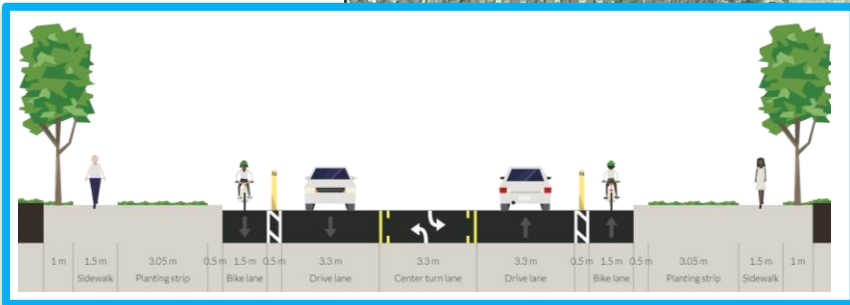 1 m 1.5 m 3.05 m 0.5 m 1.5 m 0.5 m 3.3 m 3.3 m 3.3 m 0.5 m 1.5 m 0.5 m 3.05 m 1.5 m 1 m
Sidewalk Planting strip Bike lane Drive lane Center turn lane Drive lane Bike lane Planting strip Sidewalk